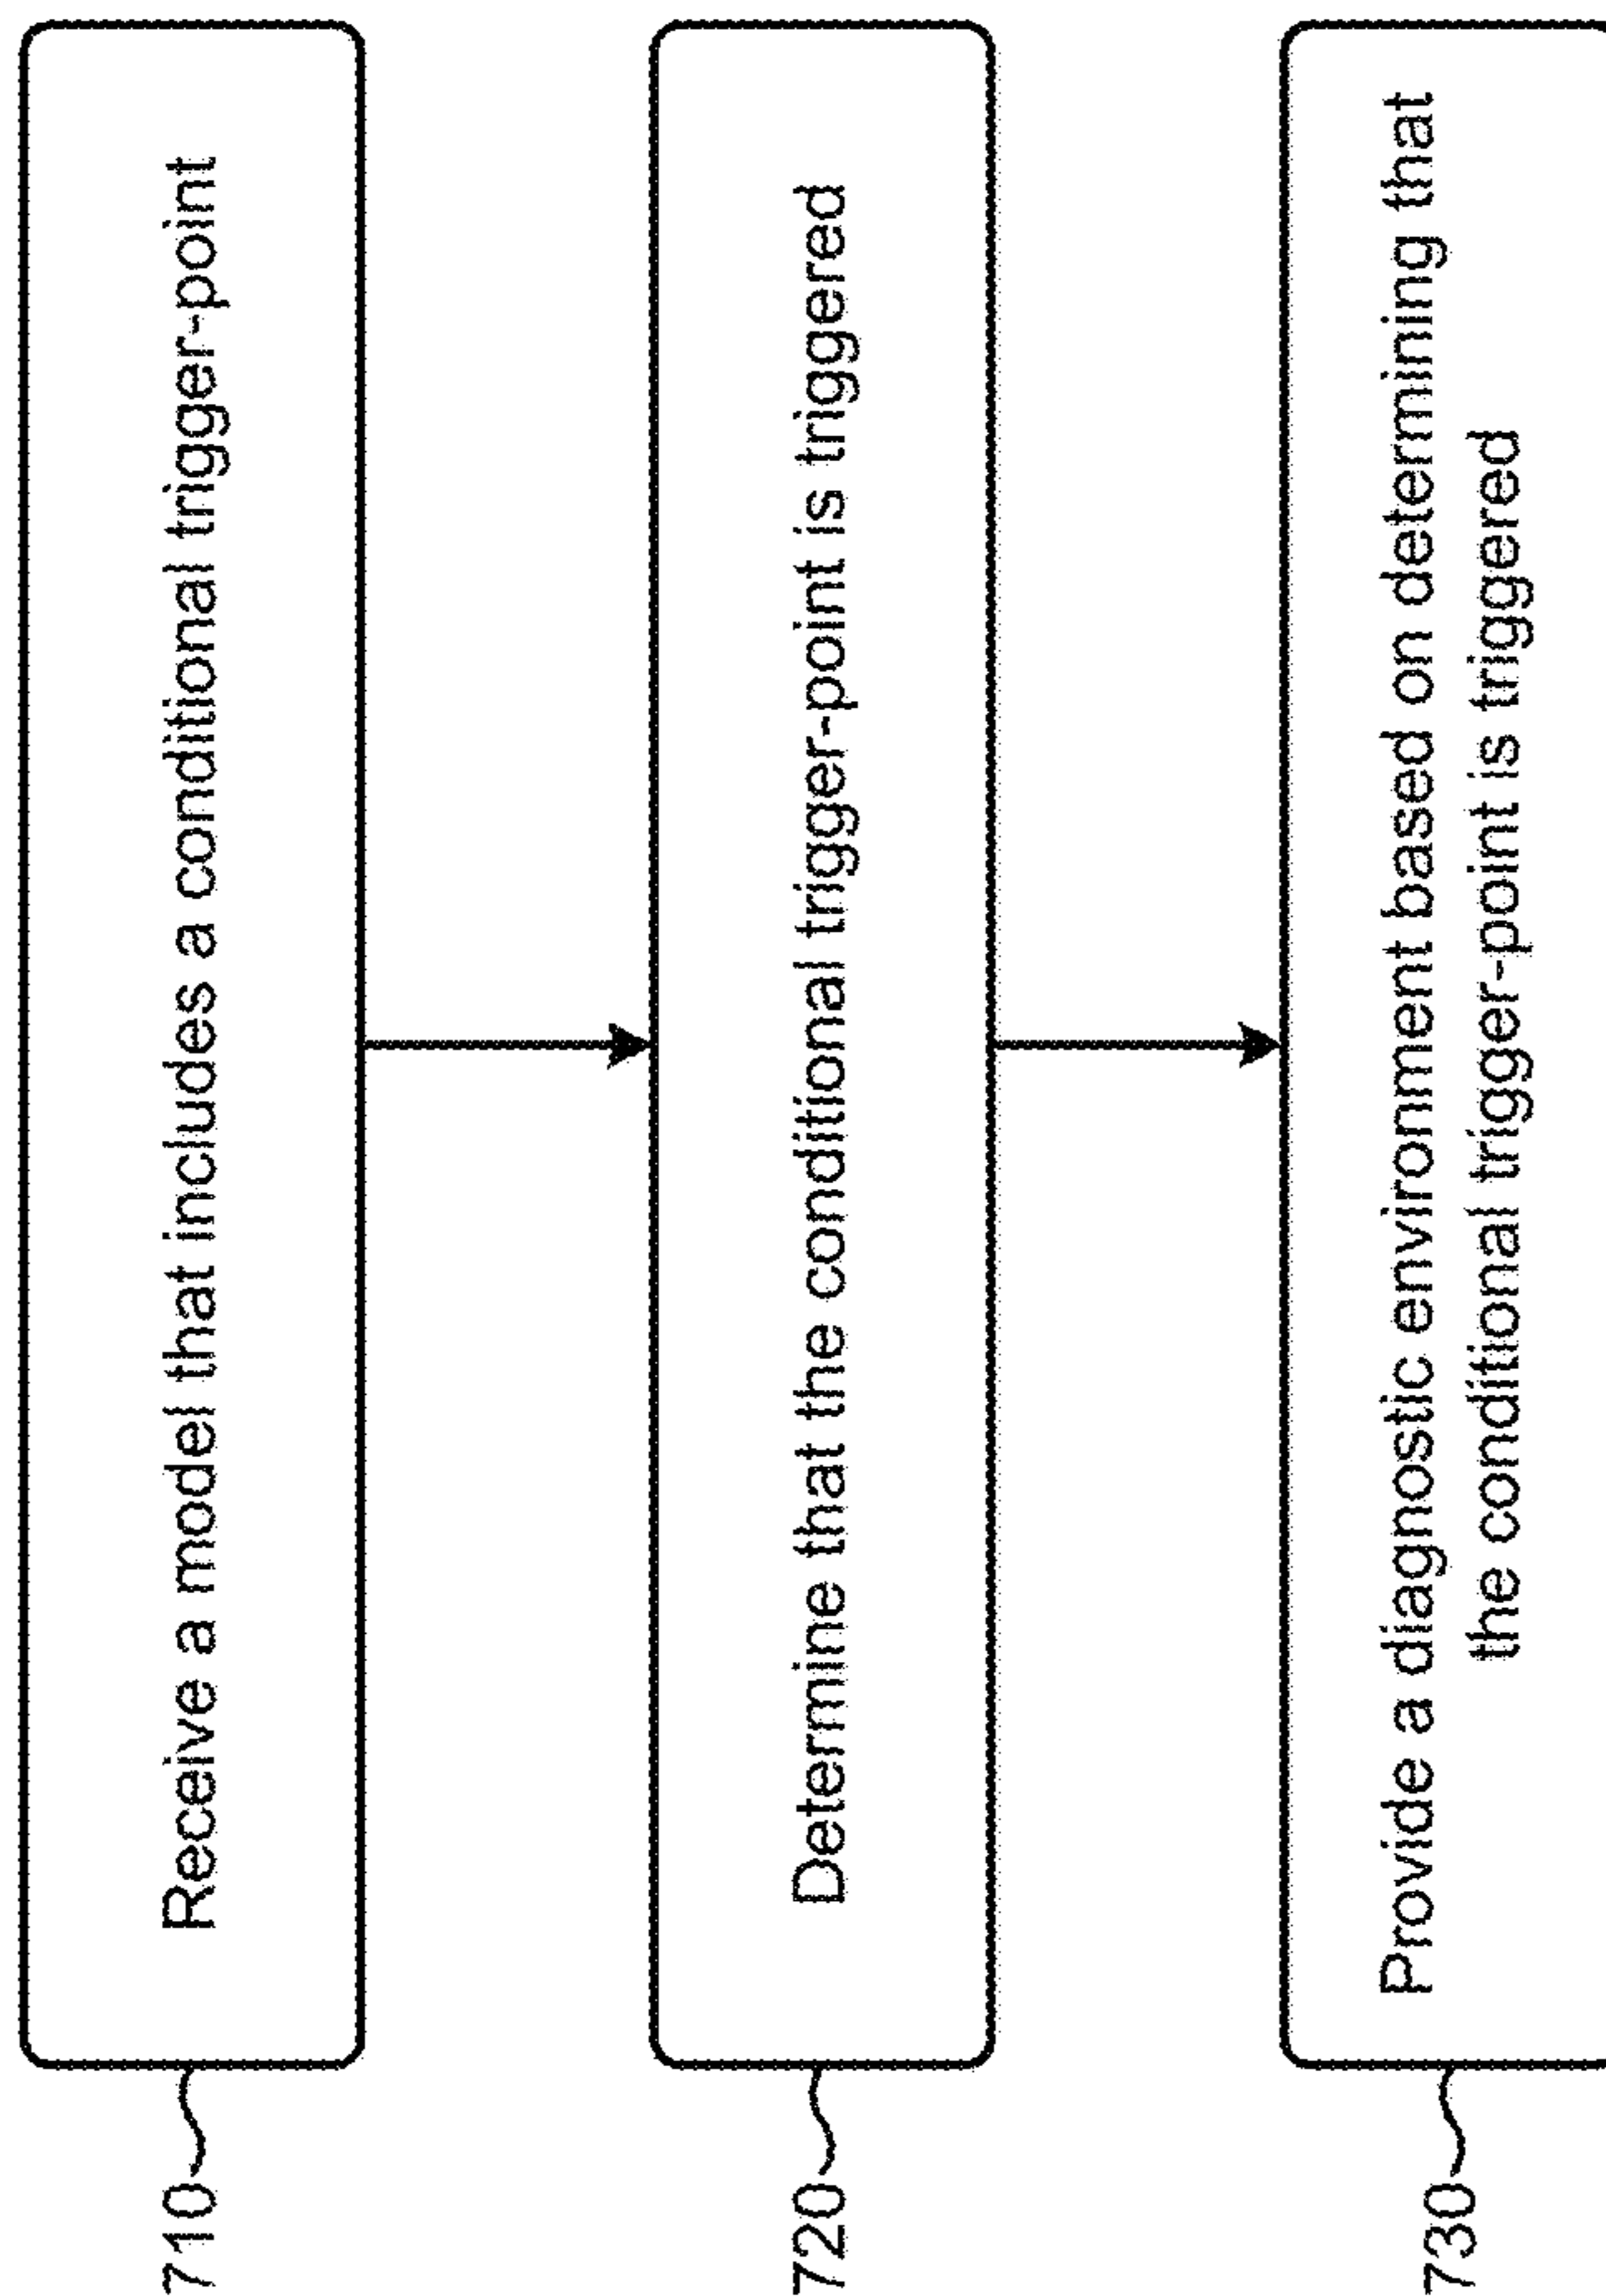 710
Receive a model that includes a conditional trigger-point
720
Determine that the conditional trigger-point is triggered
730
Provide a diagnostic environment based on determining that
the conditional trigger-point is triggered